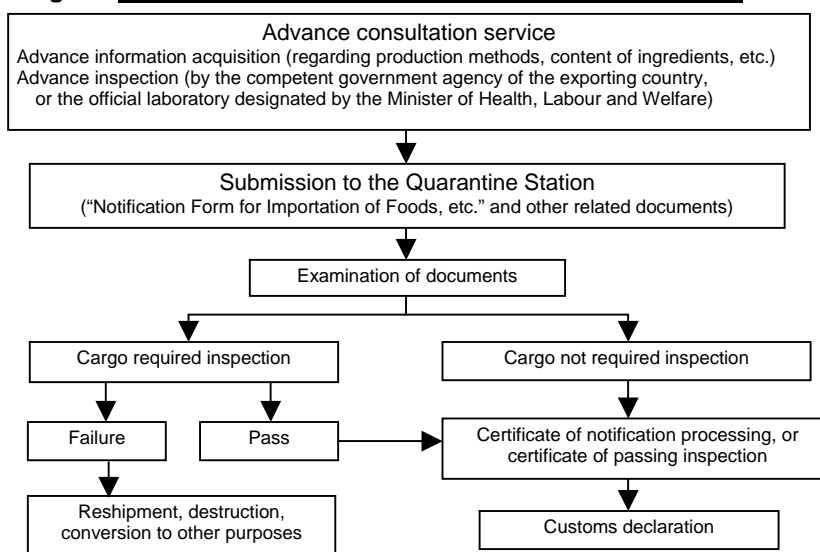 Advance consultation service
Advance information acquisition (regarding production methods, content of ingredients, etc.)
Advance inspection (by the competent government agency of the exporting country,
or the official laboratory designated by the Minister of Health, Labour and Welfare)
Submission to the Quarantine Station
(“Notification Form for Importation of Foods, etc.” and other related documents)
Examination of documents
Cargo required inspection
Cargo not required inspection
Failure
Pass
Certificate of notification processing, or
certificate of passing inspection
Reshipment, destruction,
conversion to other purposes
Customs declaration